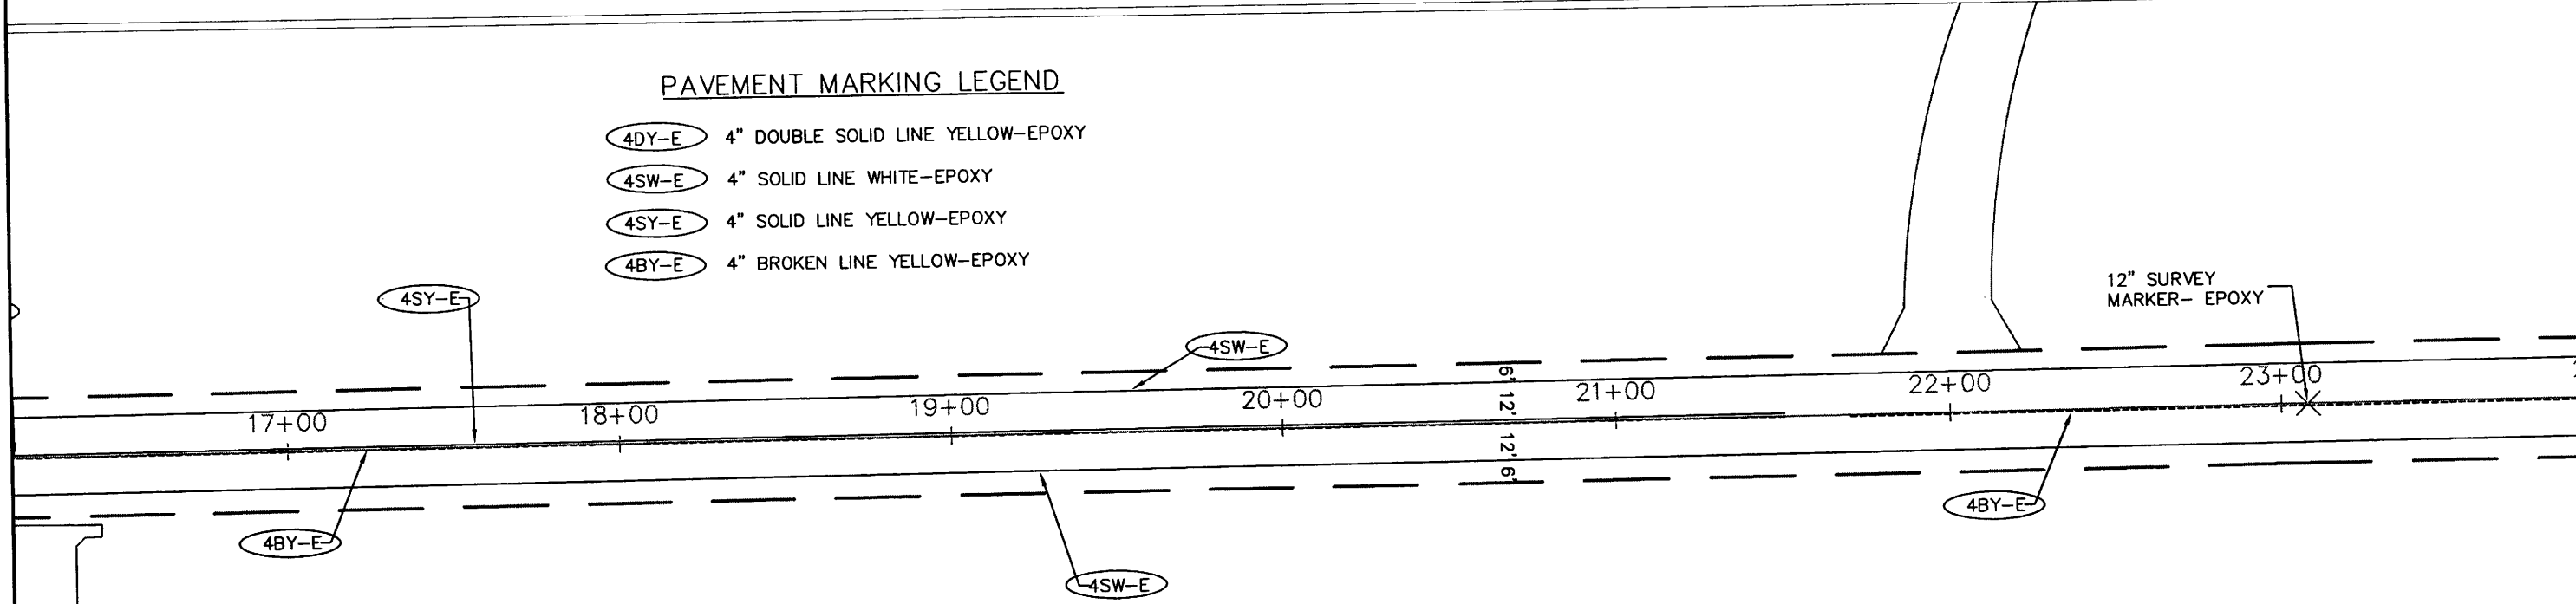 PAVEMENT MARKING LEGEND
4DY-E 4" DOUBLE SOLID LINE YELLOW-EPOXY
4SW-E 4" SOLID LINE WHITE-EPOXY
4SY-E 4" SOLID LINE YELLOW-EPOXY
4BY-E 4" BROKEN LINE YELLOW-EPOXY
4SY-E
4SW-E
12" SURVEY
MARKER- EPOXY
17+00
18+00
19+00
20+00
21+00
22+00
23+00
6'
12'
12'
6'
4BY-E
4SW-E
4BY-E